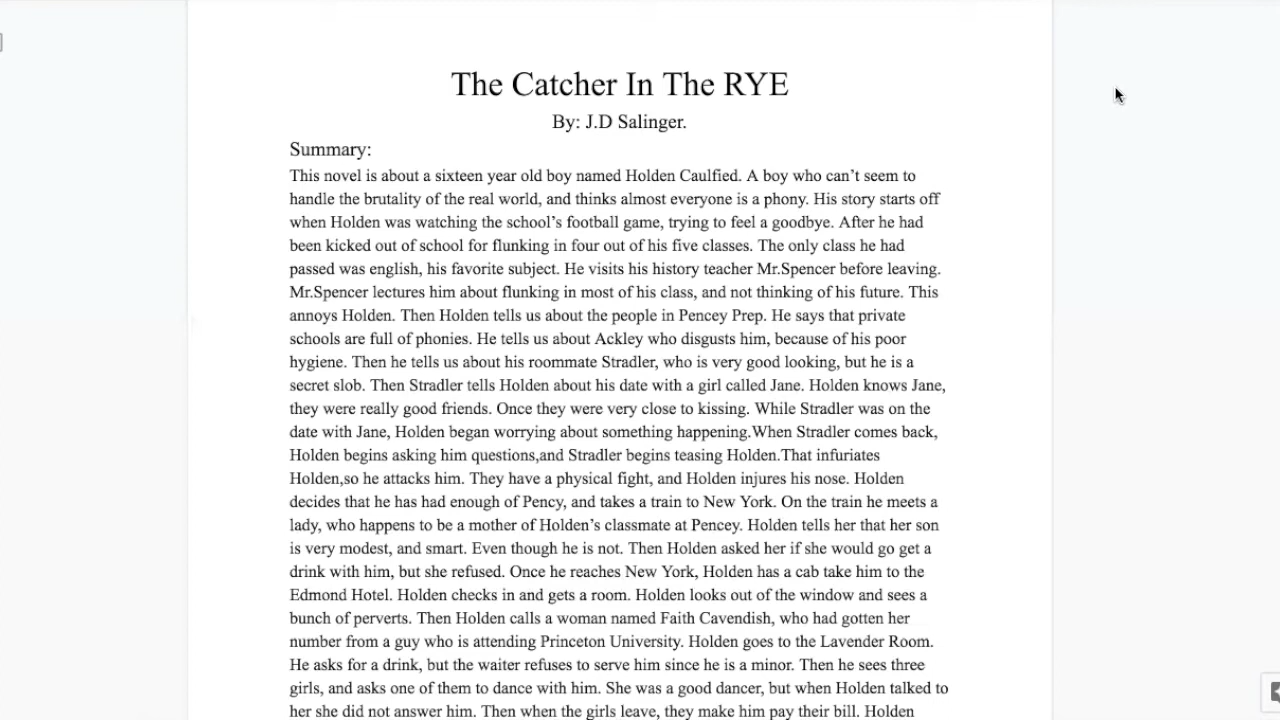 The Catcher In The RYE
By: J.D Salinger.
Summary:
This novel is about a sixteen year old boy named Holden Caulfied. A boy who can’t seem to
handle the brutality of the real world, and thinks almost everyone is a phony. His story starts off
when Holden was watching the school’s football game, trying to feel a goodbye. After he had
been kicked out of school for flunking in four out of his five classes. The only class he had
passed was english, his favorite subject. He visits his history teacher Mr.Spencer before leaving.
Mr.Spencer lectures him about flunking in most of his class, and not thinking of his future. This
annoys Holden. Then Holden tells us about the people in Pencey Prep. He says that private
schools are full of phonies. He tells us about Ackley who disgusts him, because of his poor
hygiene. Then he tells us about his roommate Stradler, who is very good looking, but he is a
secret slob. Then Stradler tells Holden about his date with a girl called Jane. Holden knows Jane,
they were really good friends. Once they were very close to kissing. While Stradler was on the
date with Jane, Holden began worrying about something happening.When Stradler comes back,
Holden begins asking him questions,and Stradler begins teasing Holden.That infuriates
Holden,so he attacks him. They have a physical fight, and Holden injures his nose. Holden
decides that he has had enough of Pency, and takes a train to New York. On the train he meets a
lady, who happens to be a mother of Holden’s classmate at Pencey. Holden tells her that her son
is very modest, and smart. Even though he is not. Then Holden asked her if she would go get a
drink with him, but she refused. Once he reaches New York, Holden has a cab take him to the
Edmond Hotel. Holden checks in and gets a room. Holden looks out of the window and sees a
bunch of perverts. Then Holden calls a woman named Faith Cavendish, who had gotten her
number from a guy who is attending Princeton University. Holden goes to the Lavender Room.
He asks for a drink, but the waiter refuses to serve him since he is a minor. Then he sees three
girls, and asks one of them to dance with him. She was a good dancer, but when Holden talked to
her she did not answer him. Then when the girls leave, they make him pay their bill. Holden